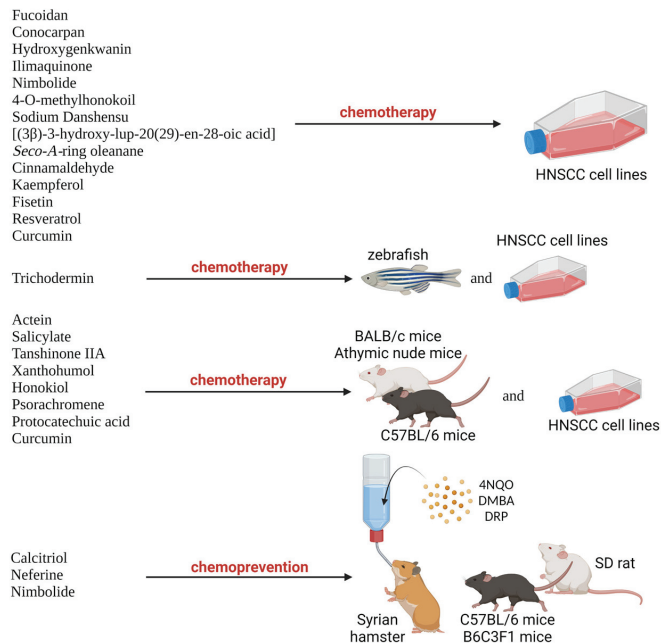 Fucoidan
Conocarpan
Hydroxygenkwanin
Ilimaquinone
Nimbolide
4-O-methylhonokoil
Sodium Danshensu
[(3β)-3-hydroxy-lup-20(29)-en-28-oic acid]
Seco-A-ring oleanane
Cinnamaldehyde
Kaempferol
Fisetin
Resveratrol
Curcumin
chemotherapy
HNSCC cell lines
Trichodermin
chemotherapy
zebrafish
and
HNSCC cell lines
Actein
Salicylate
Tanshinone IIA
Xanthohumol
Honokiol
Psorachromene
Protocatechuic acid
Curcumin
chemotherapy
BALB/c mice
Athymic nude mice
C57BL/6 mice
and
HNSCC cell lines
Calcitriol
Neferine
Nimbolide
chemoprevention
4NQO
DMBA
DRP
Syrian
hamster
SD rat
C57BL/6 mice
B6C3F1 mice